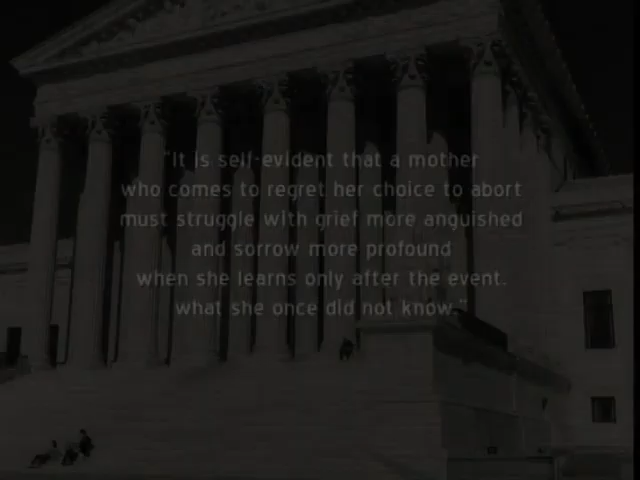 "It is self-evident that a mother
who comes to regret her choice to abort
must struggle with grief more anguished
and sorrow more profound
when she learns only after the event.
what she once did not know."